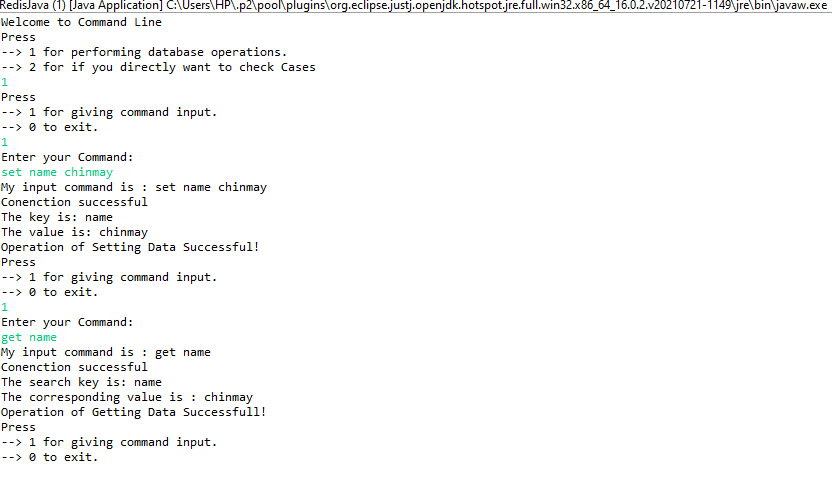 RedisJava (1) [Java Application] C:\Users\HP\.p2\pool\plugins\org.eclipse.justj.openjdk.hotspot.jre.full.win32.x86_64_16.0.2.v20210721-1149\jre\bin\javaw.exe
Welcome to Command Line
Press
--> 1 for performing database operations.
--> 2 for if you directly want to check Cases
1
Press
--> 1 for giving command input.
--> 0 to exit.
1
Enter your Command:
set name chinmay
My input command is : set name chinmay
Conenction successful
The key is: name
The value is: chinmay
Operation of Setting Data Successful!
Press
--> 1 for giving command input.
--> 0 to exit.
1
Enter your Command:
get name
My input command is : get name
Conenction successful
The search key is: name
The corresponding value is : chinmay
Operation of Getting Data Successfull!
Press
--> 1 for giving command input.
--> 0 to exit.